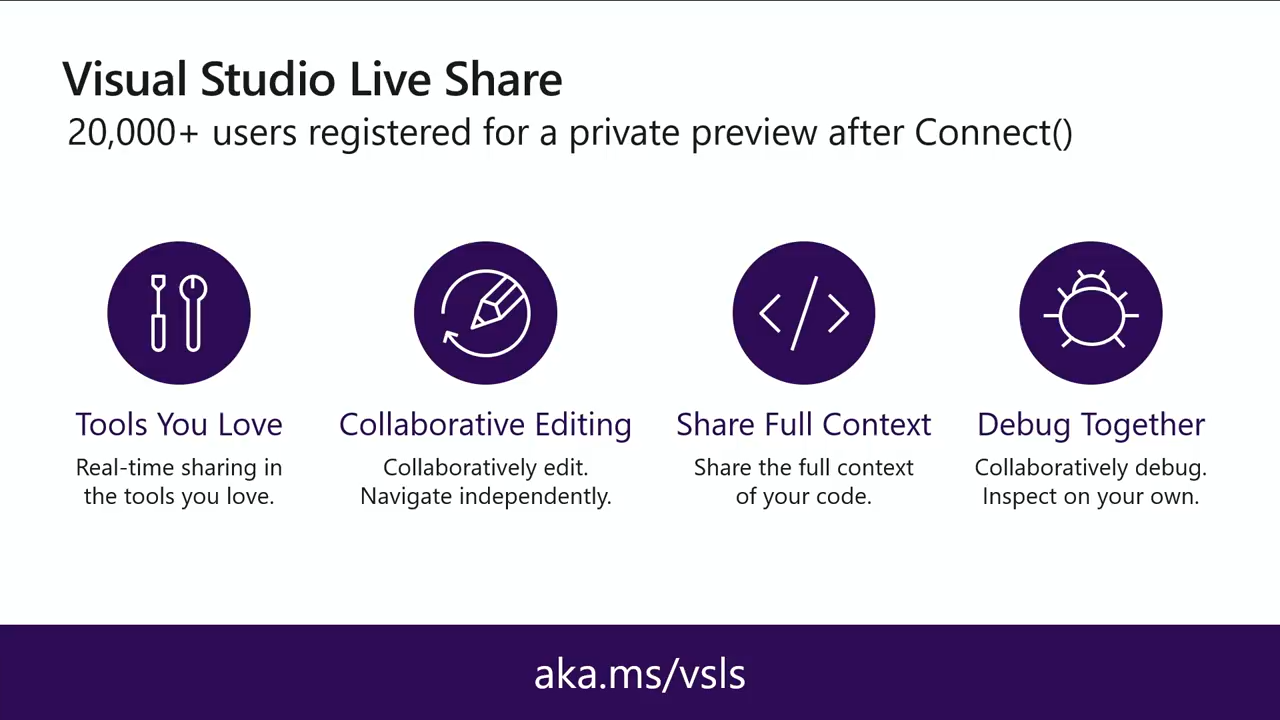 Visual Studio Live Share
20,000+ users registered for a private preview after Connect()
Tools You Love
Real-time sharing in
the tools you love.
Collaborative Editing
Collaboratively edit.
Navigate independently.
Share Full Context
Share the full context
of your code.
Debug Together
Collaboratively debug.
Inspect on your own.
aka.ms/vsls